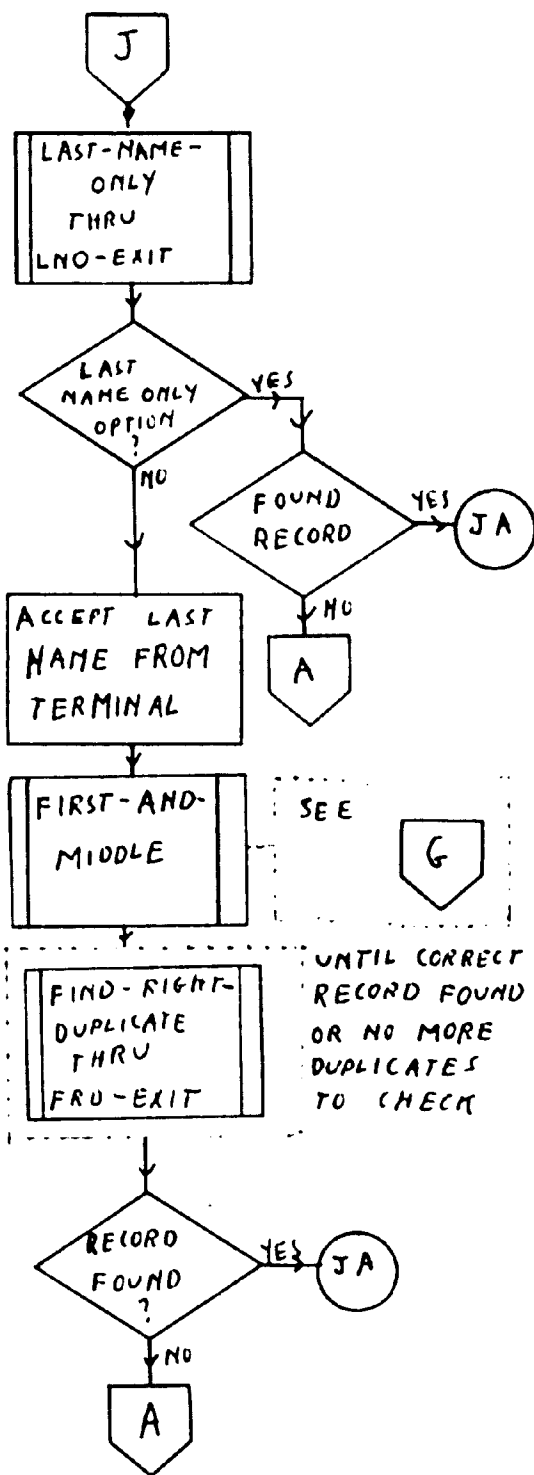 J
LAST-NAME-
ONLY
THRU
LNO-EXIT
LAST
NAME ONLY
OPTION
?
YES
NO
FOUND
RECORD
YES
JA
NO
A
ACCEPT LAST
NAME FROM
TERMINAL
FIRST-AND-
MIDDLE
SEE
G
FIND-RIGHT-
DUPLICATE
THRU
FRD-EXIT
UNTIL CORRECT
RECORD FOUND
OR NO MORE
DUPLICATES
TO CHECK
RECORD
FOUND
?
YES
JA
NO
A